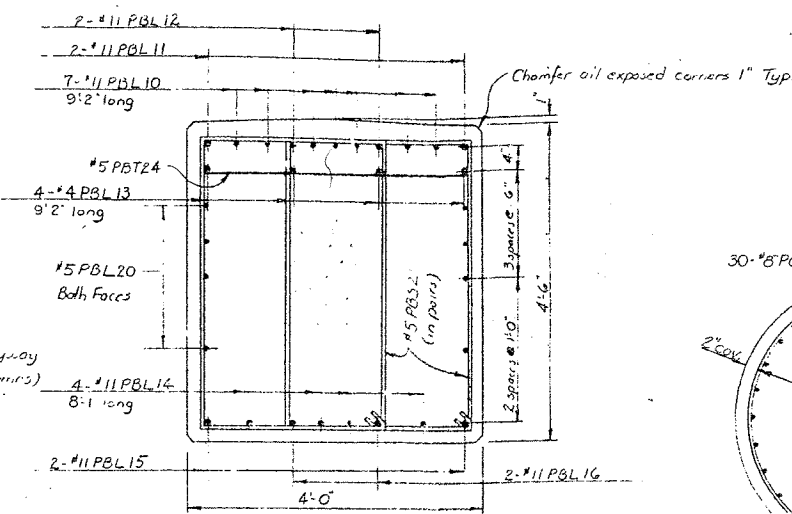 2-#11 PBL 12
2-#11 PBL 11
7-#11 PBL 10
9'2" long
Chamfer all exposed corners 1" Typ.
1"
#5 PBT24
4-#4 PBL 13
9'2" long
#5 PBL20
Both Faces
4"
3 spaces @ 6"
2 spaces @ 1'-0"
4'-6"
#5 PBS2
(in pairs)
4-#11 PBL 14
8'-1 long
2-#11 PBL 15
2-#11 PBL 16
4'-0"
30-#8
2"